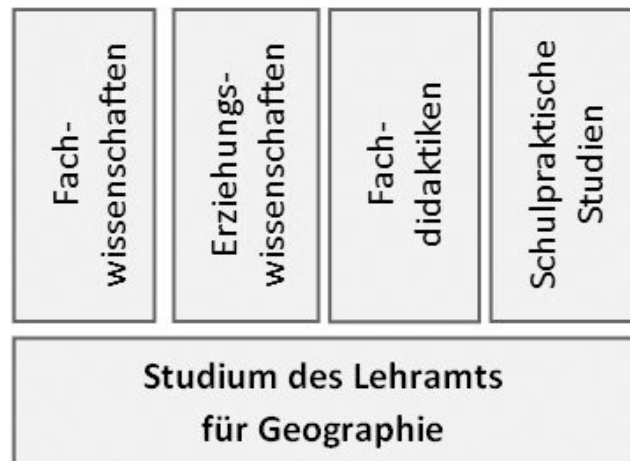 Fach-
wissenschaften
Erziehungs-
wissenschaften
Fach-
didaktiken
Schulpraktische
Studien
Studium des Lehramts
für Geographie